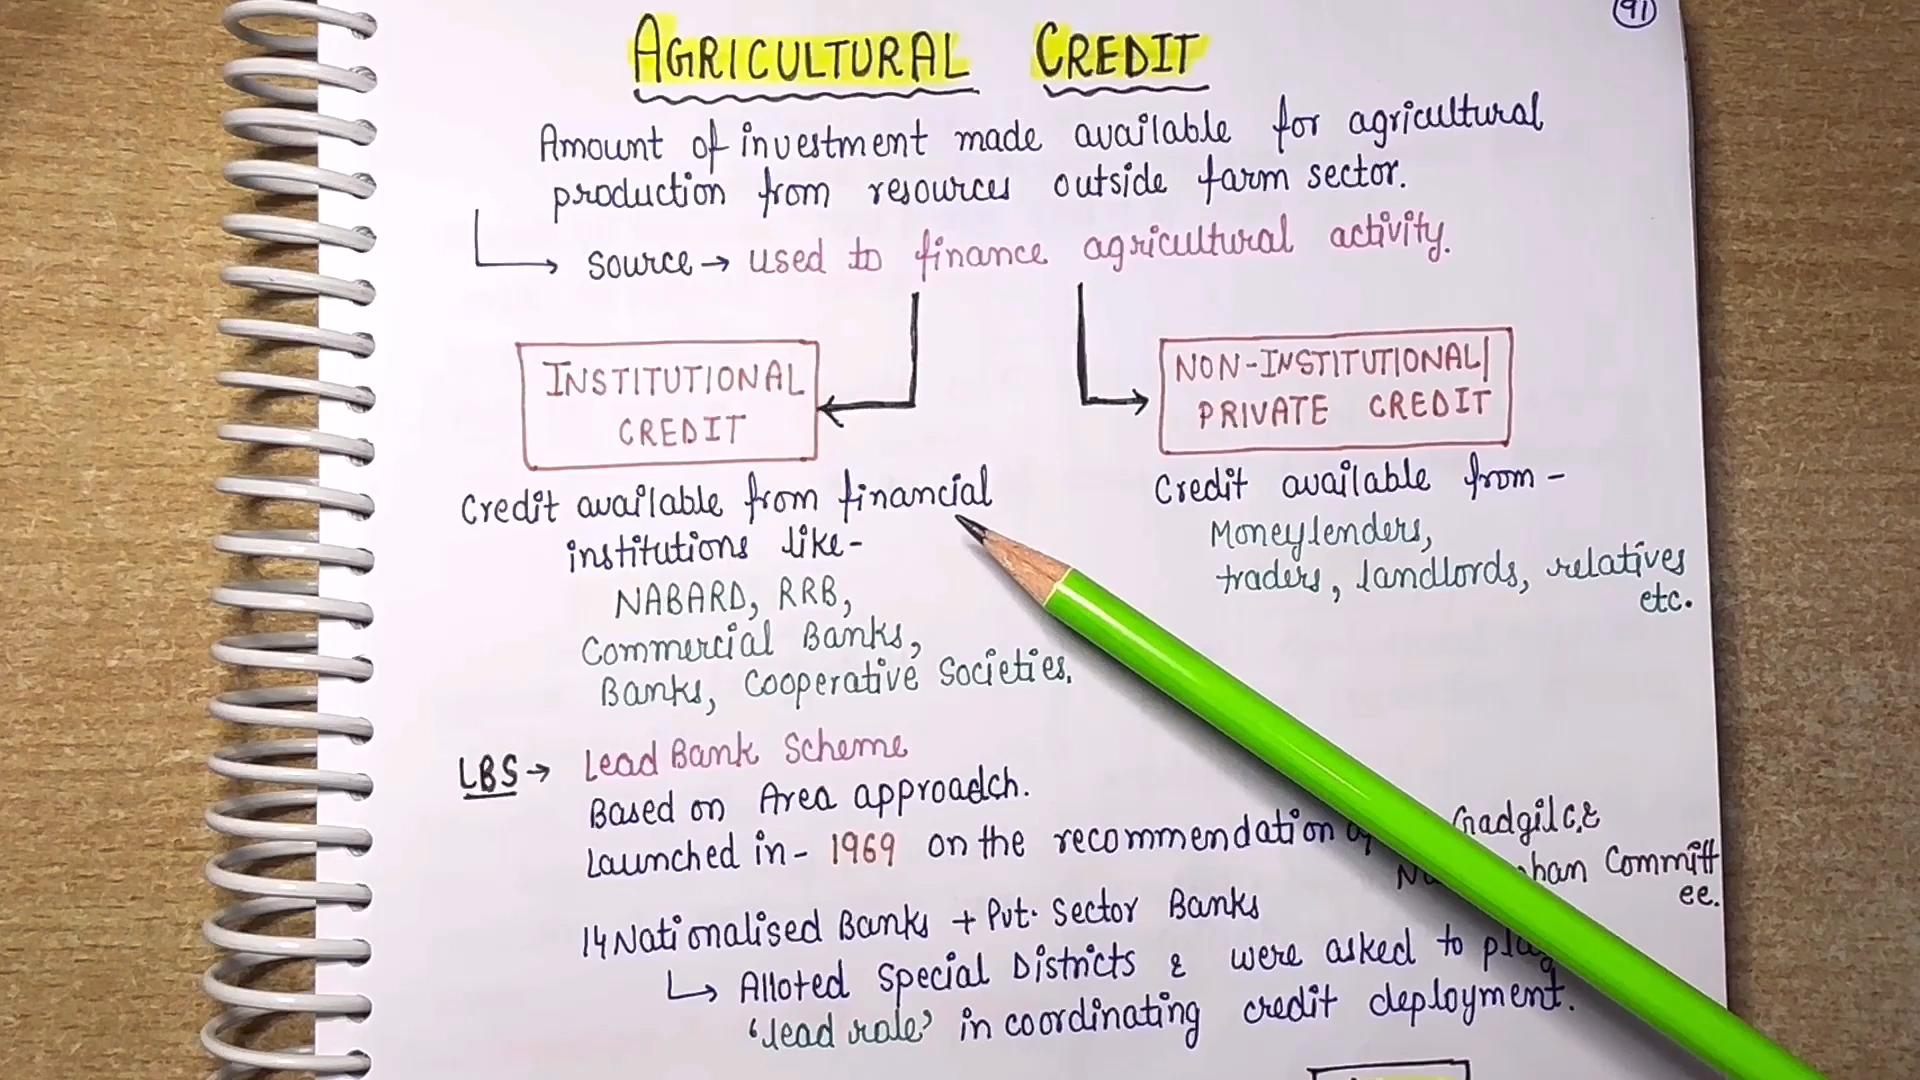 91
AGRICULTURAL CREDIT
Amount of investment made available for agricultural
production from resources outside farm sector.
source → used to finance agricultural activity.
INSTITUTIONAL
CREDIT
Credit available from financial
institutions like-
NABARD, RRB,
Commercial Banks,
Banks, Cooperative Societies.
NON-INSTITUTIONAL/
PRIVATE CREDIT
Credit available from -
Moneylenders,
traders, landlords, relatives
etc.
LBS → Lead Bank Scheme
Based on Area approadch.
Launched in - 1969 on the recommendation Gadgil C, &
Committ
ee.
14 Nationalised Banks + Pvt. Sector Banks
↳ Alloted Special Districts & were asked to play
'lead role' in coordinating credit deployment.